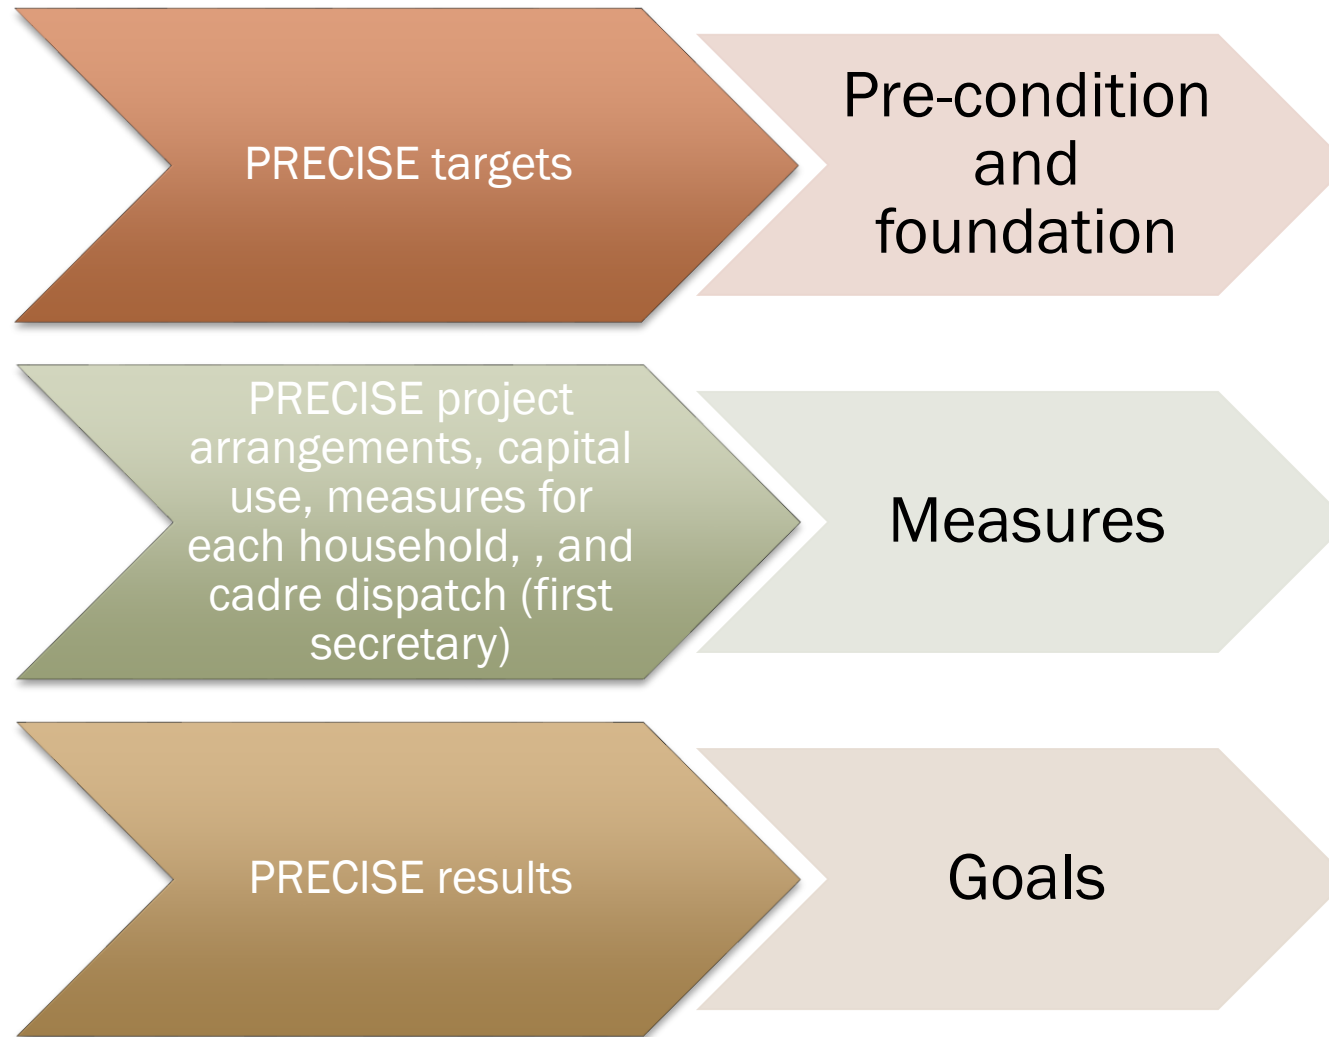 PRECISE targets
Pre-condition
and
foundation
PRECISE project
arrangements, capital
use, measures for
each household, , and
cadre dispatch (first
secretary)
Measures
PRECISE results
Goals